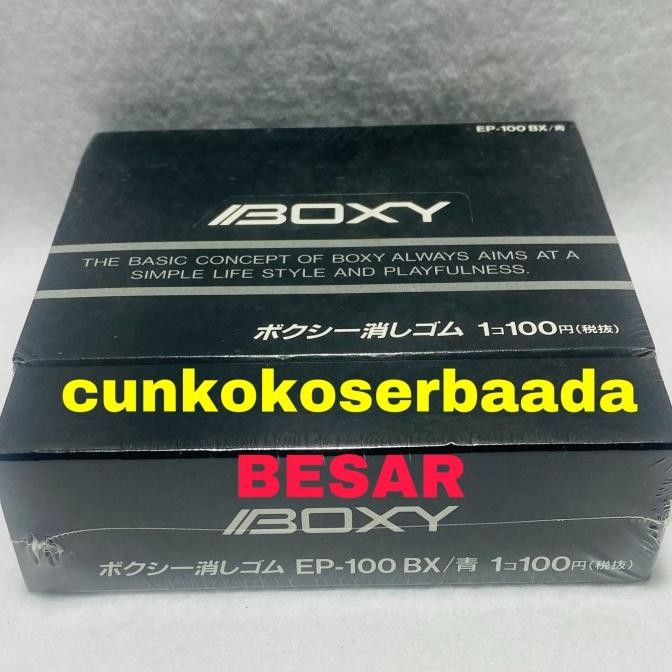 EP-100 BX/青
BOXY
THE BASIC CONCEPT OF BOXY ALWAYS AIMS AT A
SIMPLE LIFE STYLE AND PLAYFULNESS.
ボクシー消しゴム 1コ100円(税抜)
cunkokoserbaada
BESAR
BOXY
ボクシー消しゴム EP-100 BX/青 1コ100円(税抜)